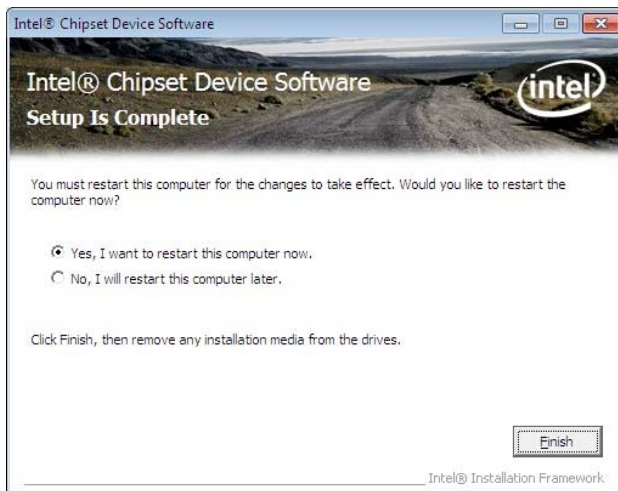 Intel® Chipset Device Software
Intel® Chipset Device Software
Setup Is Complete
intel
You must restart this computer for the changes to take effect. Would you like to restart the
computer now?
Yes, I want to restart this computer now.
No, I will restart this computer later.
Click Finish, then remove any installation media from the drives.
Finish
Intel® Installation Framework